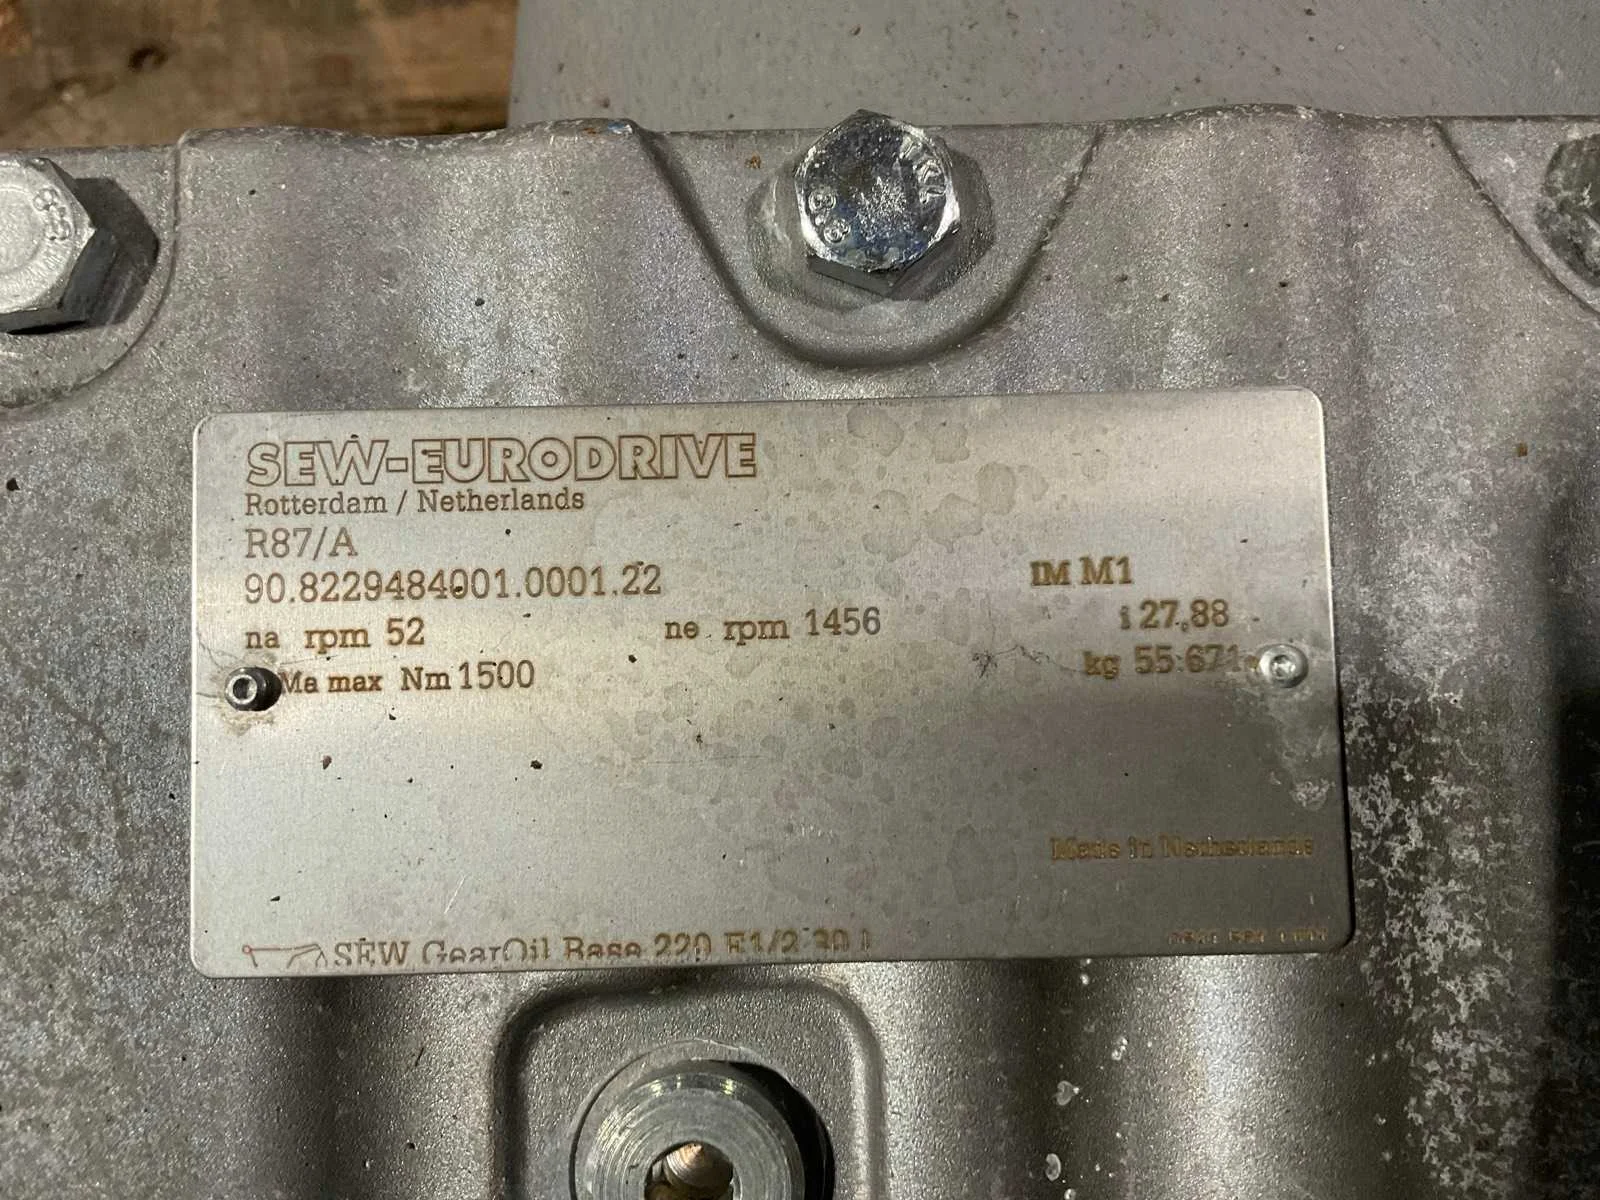 SEW-EURODRIVE
Rotterdam / Netherlands
R87/A
90.8229484001.0001.22
IM M1
na rpm 52
ne rpm 1456
i 27,88
Ma max Nm 1500
kg 55.671
Made in Netherlands
SEW GearOil Base 220 E1/2
8.8
8.8